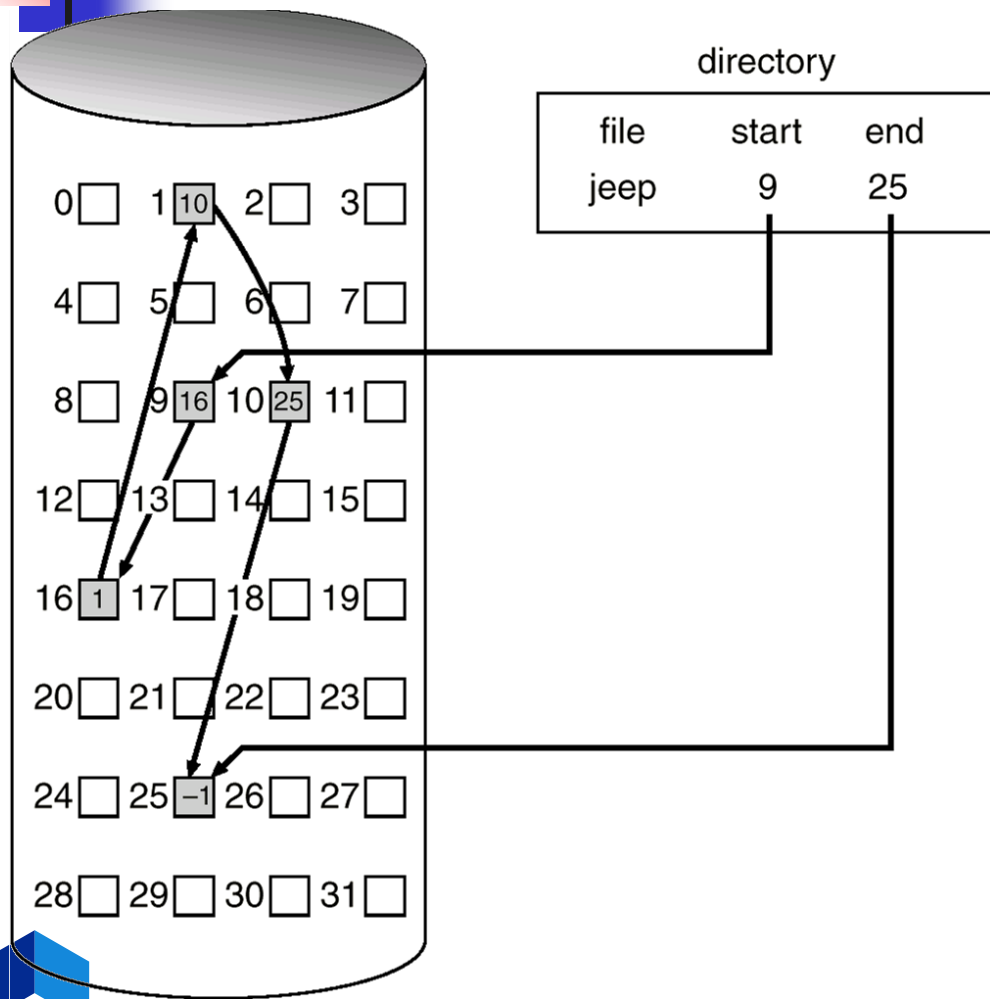 directory
file start end
jeep 9 25
0 1 10 2 3
4 5 6 7
8 9 16 10 25 11
12 13 14 15
16 1 17 18 19
20 21 22 23
24 25 –1 26 27
28 29 30 31